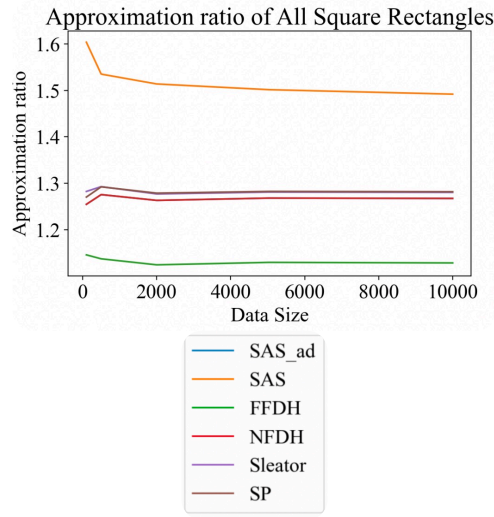 Approximation ratio of All Square Rectangles
Approximation ratio
1.6
1.5
1.4
1.3
1.2
0 2000 4000 6000 8000 10000
Data Size
SAS_ad
SAS
FFDH
NFDH
Sleator
SP